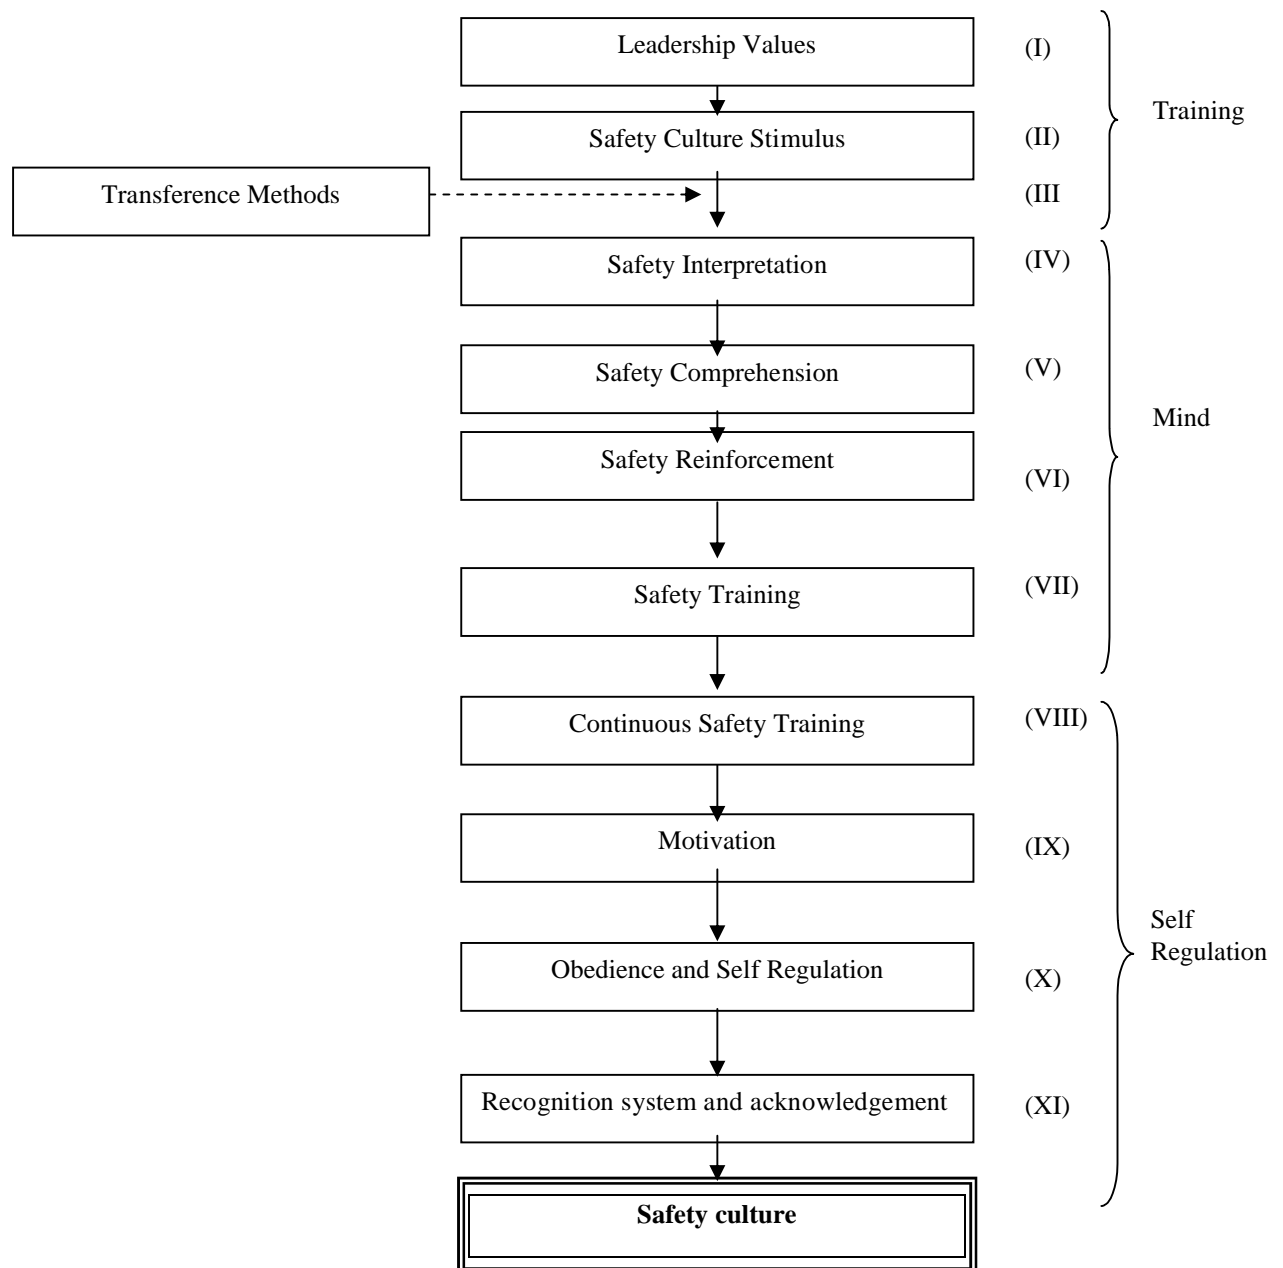 Leadership Values
(I)
Training
Safety Culture Stimulus
(II)
Transference Methods
(III
Safety Interpretation
(IV)
Safety Comprehension
(V)
Mind
Safety Reinforcement
(VI)
Safety Training
(VII)
Continuous Safety Training
(VIII)
Motivation
(IX)
Self
Regulation
Obedience and Self Regulation
(X)
Recognition system and acknowledgement
(XI)
Safety culture